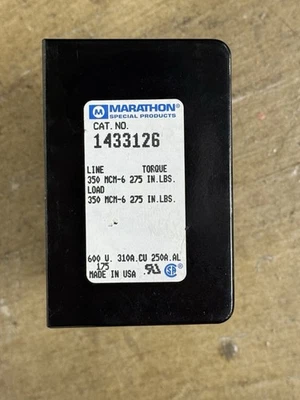 MARATHON®
SPECIAL PRODUCTS
CAT. NO.
1433126
LINE TORQUE
350 MCM-6 275 IN.LBS.
LOAD
350 MCM-6 275 IN.LBS.
600 V. 310A.CU 250A.AL
175
MADE IN USA